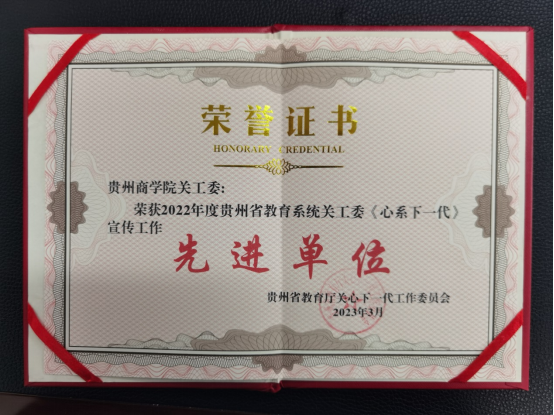 荣誉证书
HONORARY CREDENTIAL
贵州商学院关工委:
荣获2022年度贵州省教育系统关工委《心系下一代》
宣传工作
先进单位
贵州省教育厅关心下一代工作委员会
2023年3月